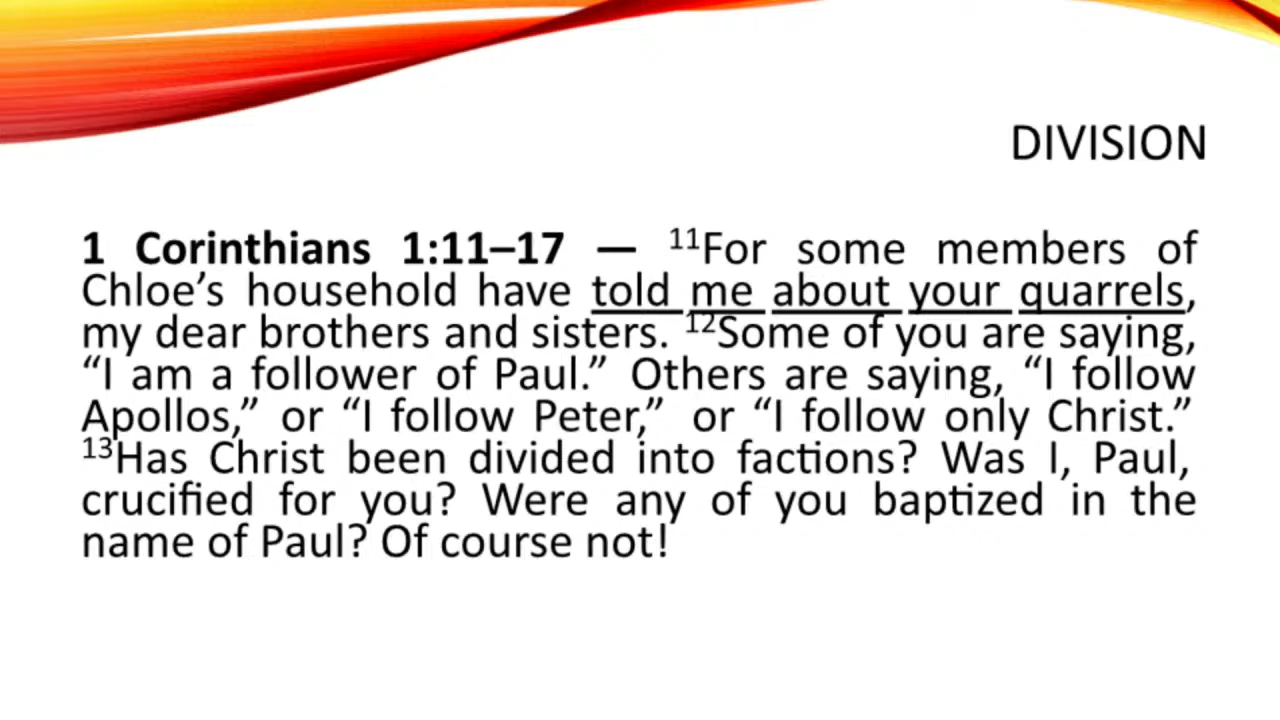 DIVISION
1 Corinthians 1:11–17 — ¹¹For some members of
Chloe’s household have told me about your quarrels,
my dear brothers and sisters. ¹²Some of you are saying,
“I am a follower of Paul.” Others are saying, “I follow
Apollos,” or “I follow Peter,” or “I follow only Christ.”
¹³Has Christ been divided into factions? Was I, Paul,
crucified for you? Were any of you baptized in the
name of Paul? Of course not!